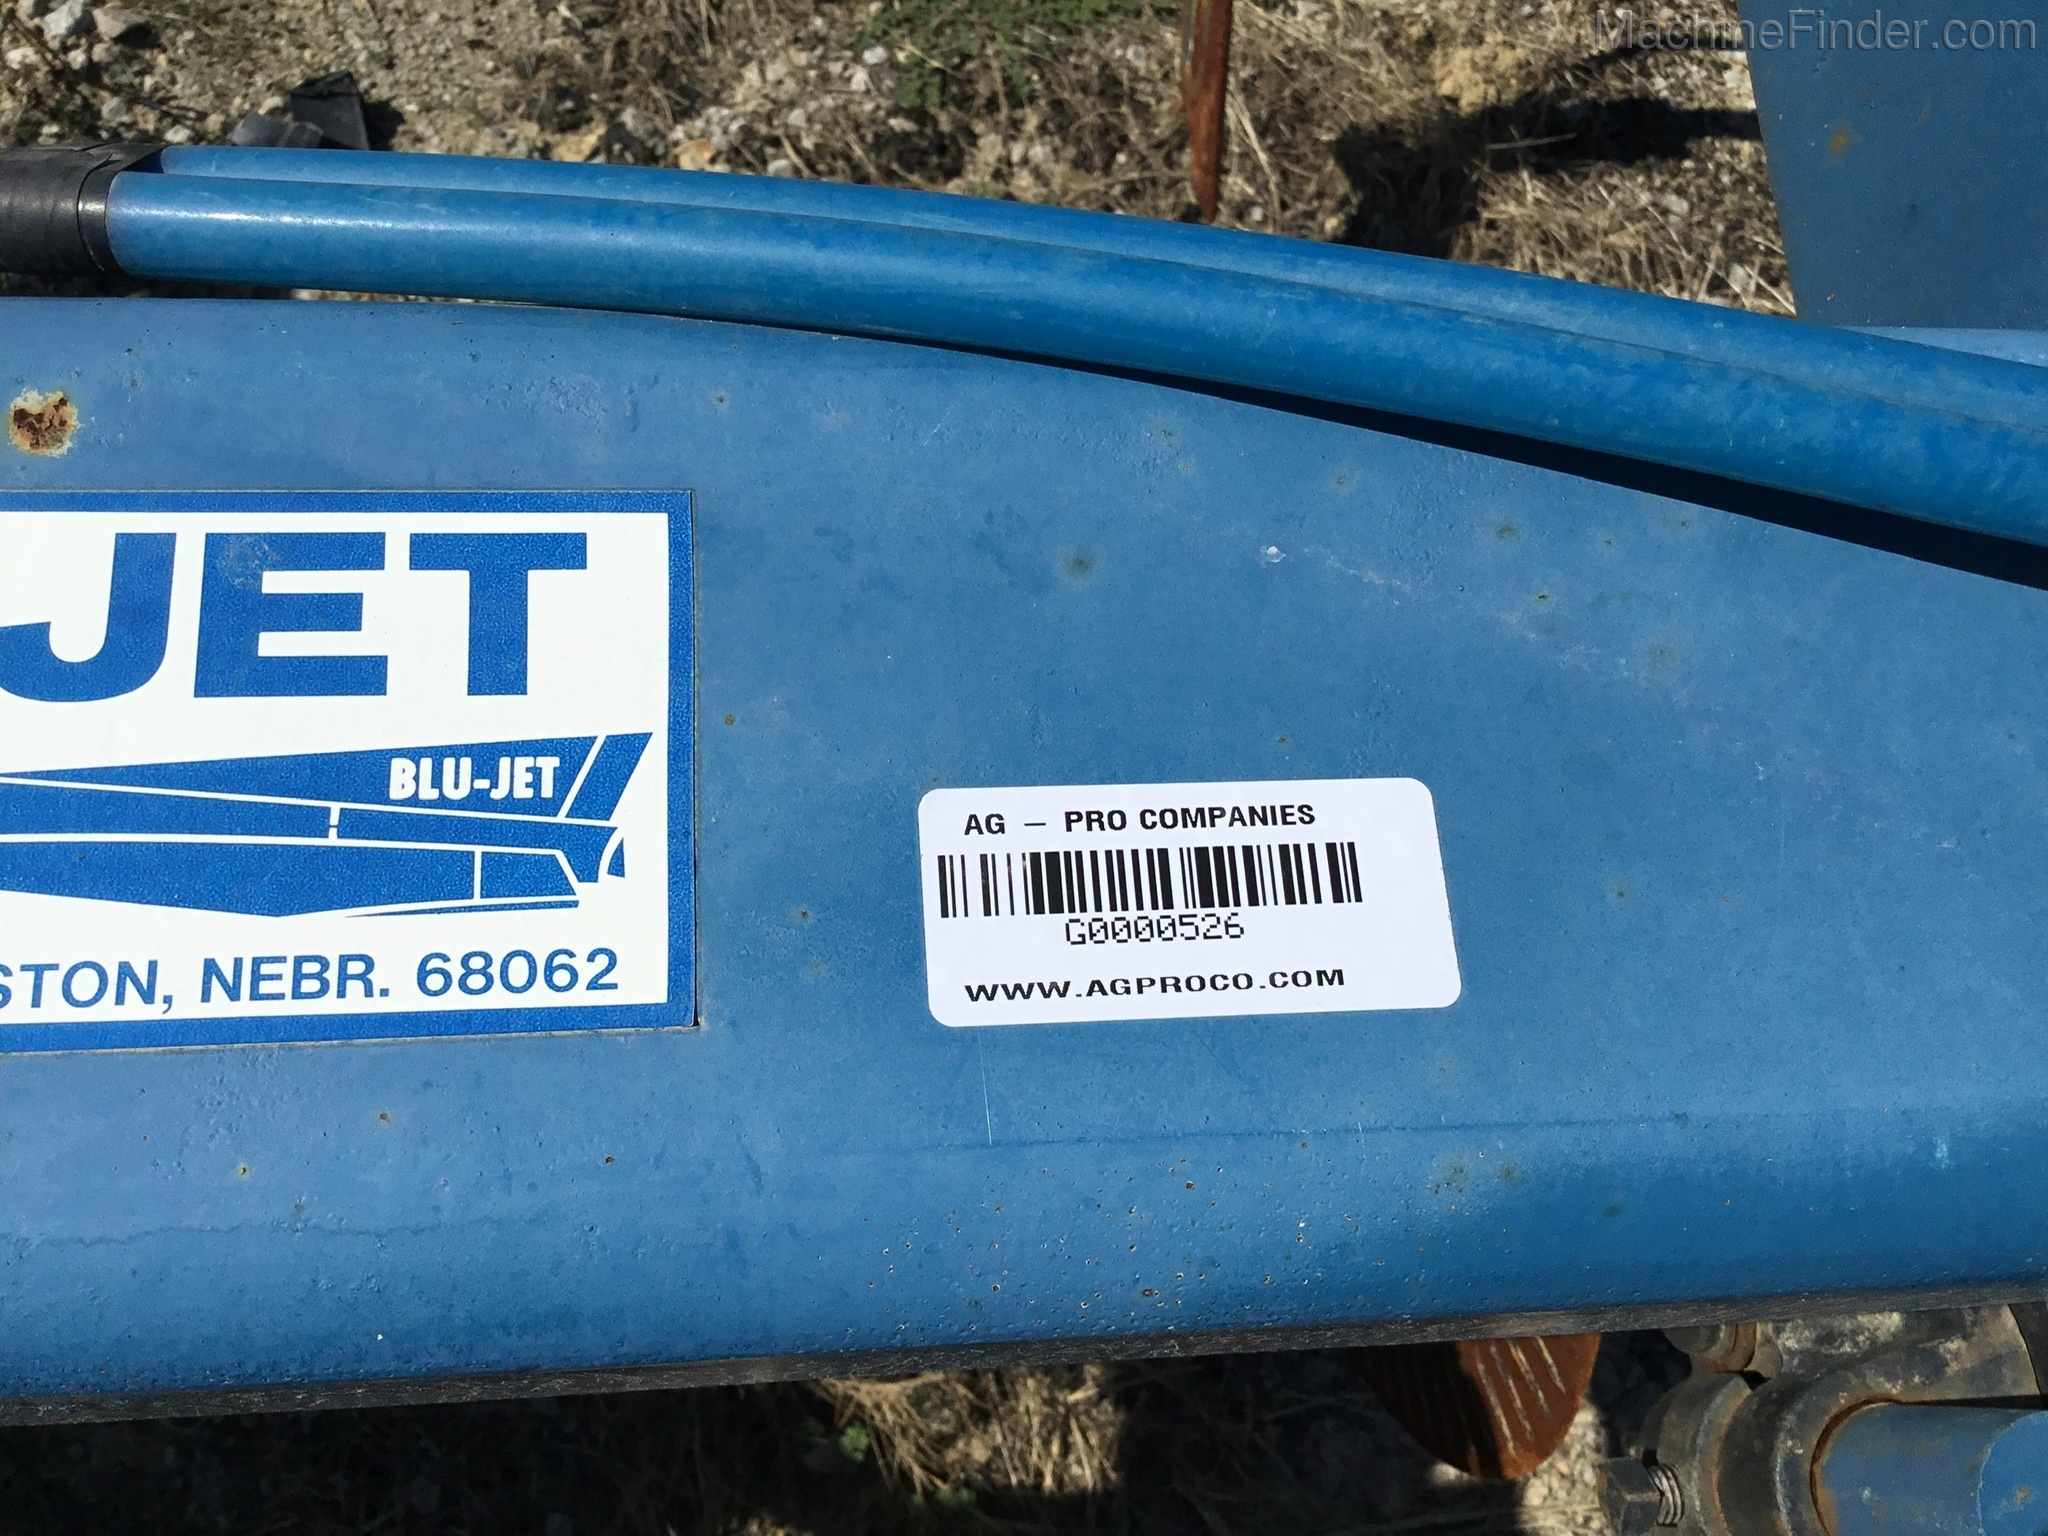 MachineFinder.com
JET
BLU-JET
STON, NEBR. 68062
AG – PRO COMPANIES
G0000526
WWW.AGPROCO.COM